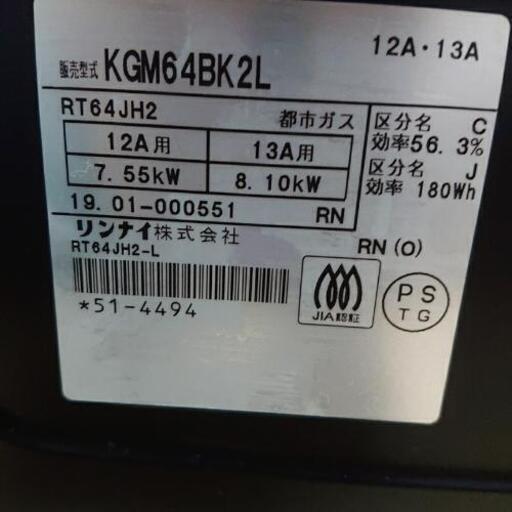 12A・13A
販売型式 KGM64BK2L
RT64JH2 都市ガス
12A用 13A用
7.55kW 8.10kW
区分名 C
効率56.3%
区分名 J
効率 180Wh
19.01-000551 RN
リンナイ株式会社
RT64JH2-L
RN(O)
*51-4494
JIA認証
PS
TG